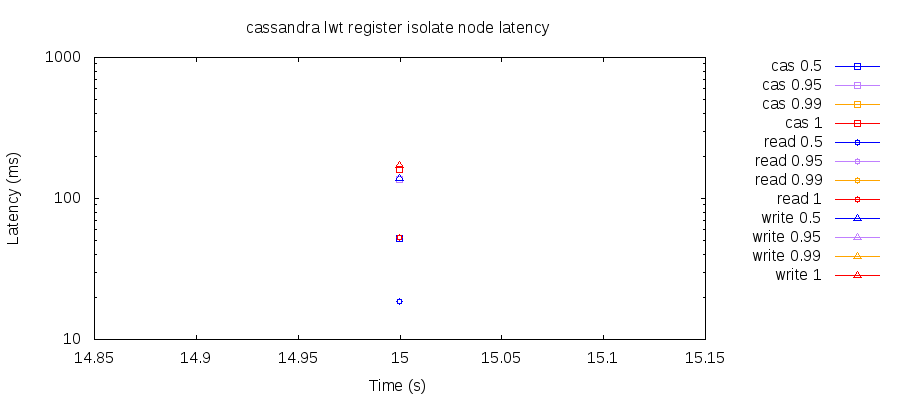 cassandra lwt register isolate node latency
1000
100
10
Latency (ms)
14.85 14.9 14.95 15 15.05 15.1 15.15
Time (s)
cas 0.5
cas 0.95
cas 0.99
cas 1
read 0.5
read 0.95
read 0.99
read 1
write 0.5
write 0.95
write 0.99
write 1